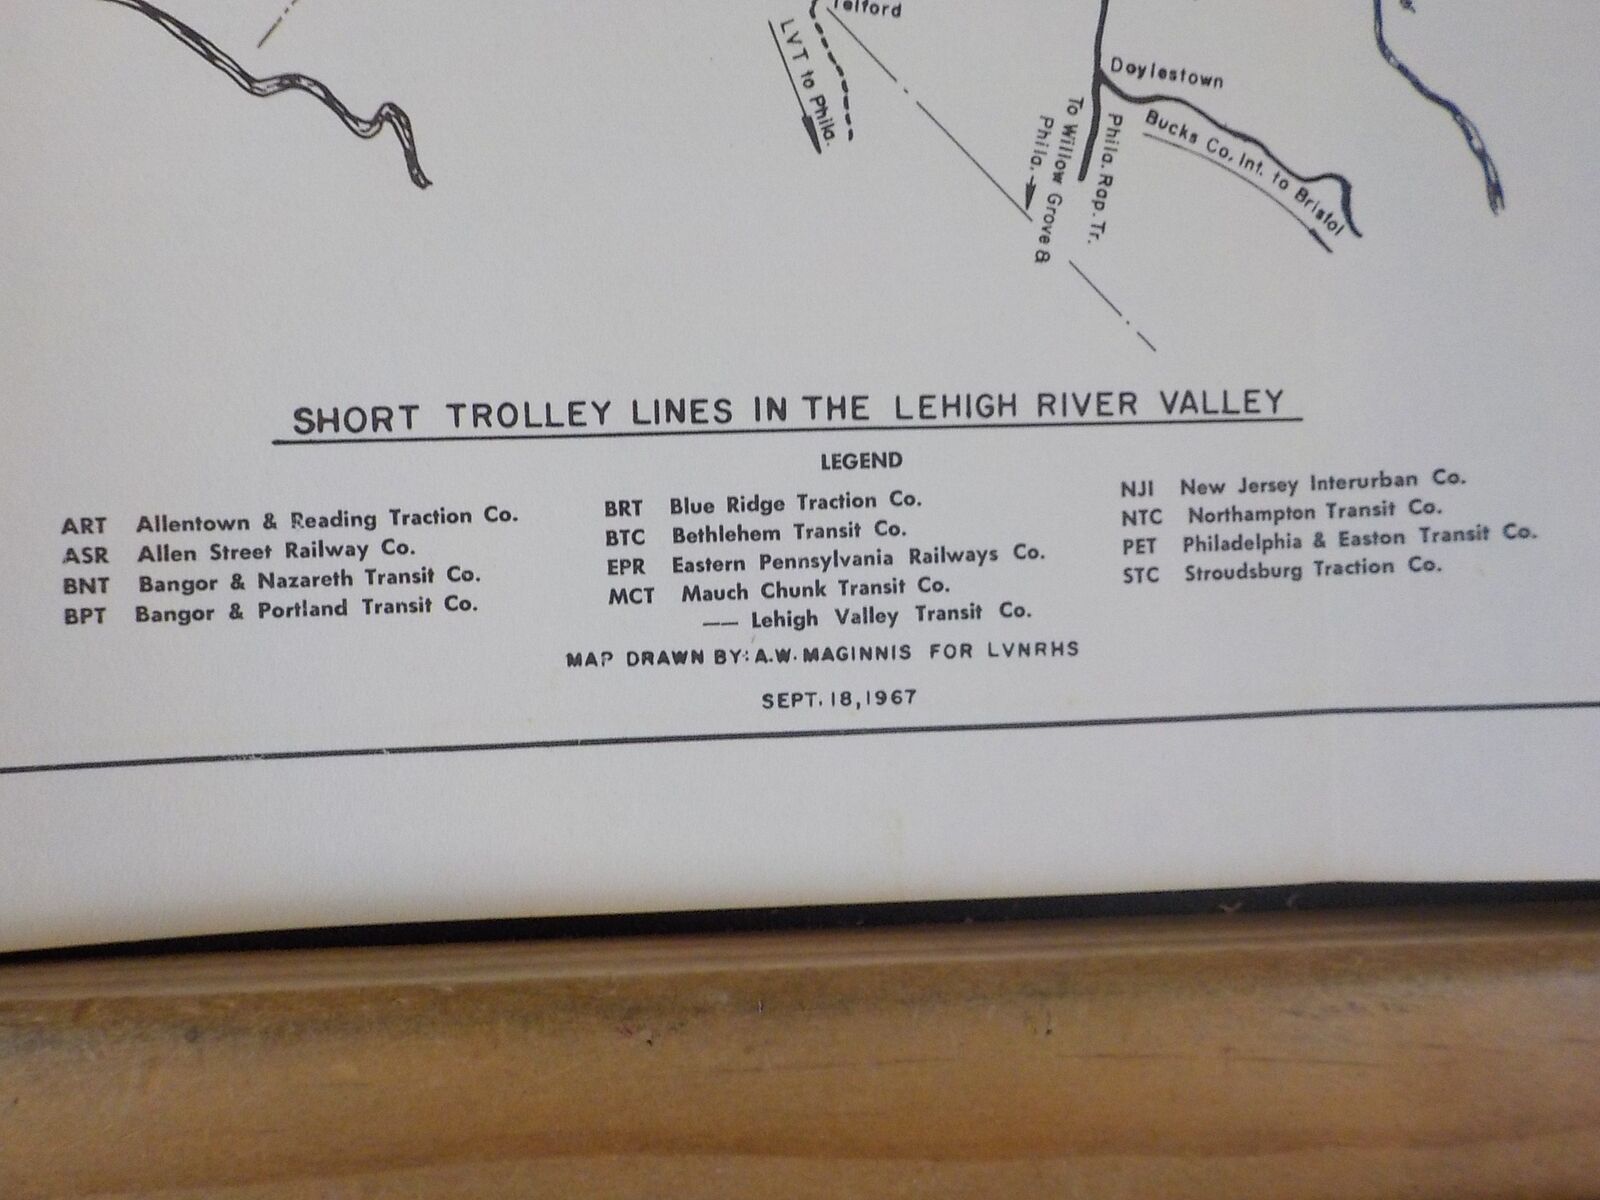 Telford
LVT to Phila.
Doylestown
Bucks Co. Int. to Bristol
Phila. Rap. Tr.
To Willow Grove &
Phila.
SHORT TROLLEY LINES IN THE LEHIGH RIVER VALLEY
LEGEND
ART Allentown & Reading Traction Co.
ASR Allen Street Railway Co.
BNT Bangor & Nazareth Transit Co.
BPT Bangor & Portland Transit Co.
BRT Blue Ridge Traction Co.
BTC Bethlehem Transit Co.
EPR Eastern Pennsylvania Railways Co.
MCT Mauch Chunk Transit Co.
—— Lehigh Valley Transit Co.
NJI New Jersey Interurban Co.
NTC Northampton Transit Co.
PET Philadelphia & Easton Transit Co.
STC Stroudsburg Traction Co.
MAP DRAWN BY: A.W. MAGINNIS FOR LVNRHS
SEPT. 18, 1967